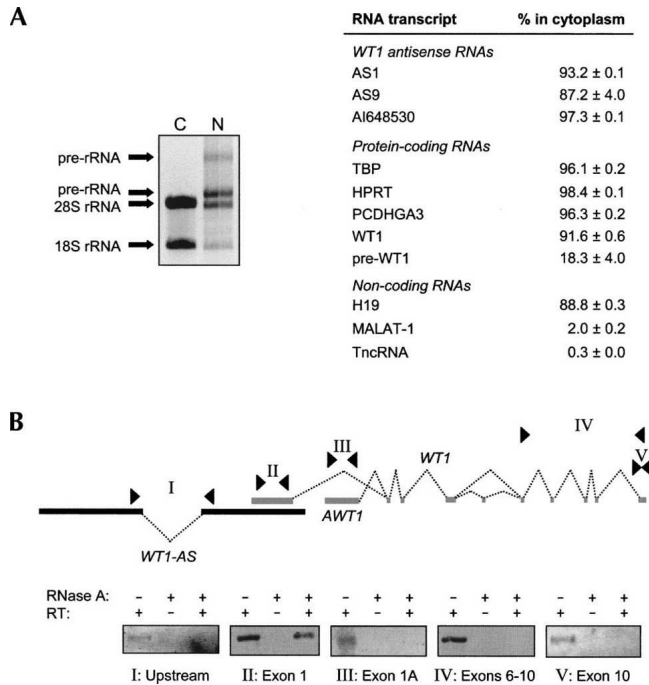 A
C N
pre-rRNA
pre-rRNA
28S rRNA
18S rRNA
RNA transcript % in cytoplasm
WT1 antisense RNAs
AS1 93.2 ± 0.1
AS9 87.2 ± 4.0
AI648530 97.3 ± 0.1
Protein-coding RNAs
TBP 96.1 ± 0.2
HPRT 98.4 ± 0.1
PCDHGA3 96.3 ± 0.2
WT1 91.6 ± 0.6
pre-WT1 18.3 ± 4.0
Non-coding RNAs
H19 88.8 ± 0.3
MALAT-1 2.0 ± 0.2
TncRNA 0.3 ± 0.0
B
I II III WT1 IV V
WT1-AS AWT1
RNase A: – + + – + + – + + – + + – + +
RT: + – + + – + + – + + – + + – +
I: Upstream II: Exon 1 III: Exon 1A IV: Exons 6-10 V: Exon 10